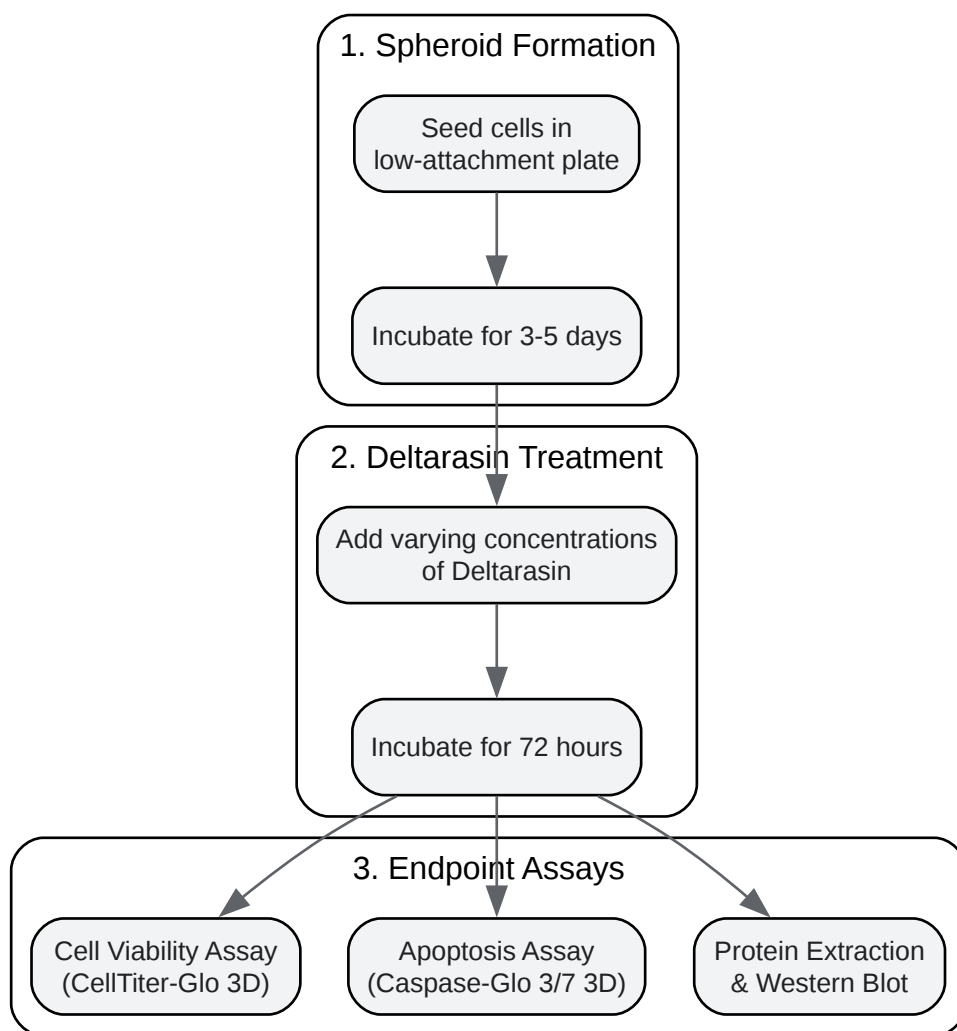 1. Spheroid Formation
Seed cells in
low-attachment plate
Incubate for 3-5 days
2. Deltarasin Treatment
Add varying concentrations
of Deltarasin
Incubate for 72 hours
3. Endpoint Assays
Cell Viability Assay
(CellTiter-Glo 3D)
Apoptosis Assay
(Caspase-Glo 3/7 3D)
Protein Extraction
& Western Blot